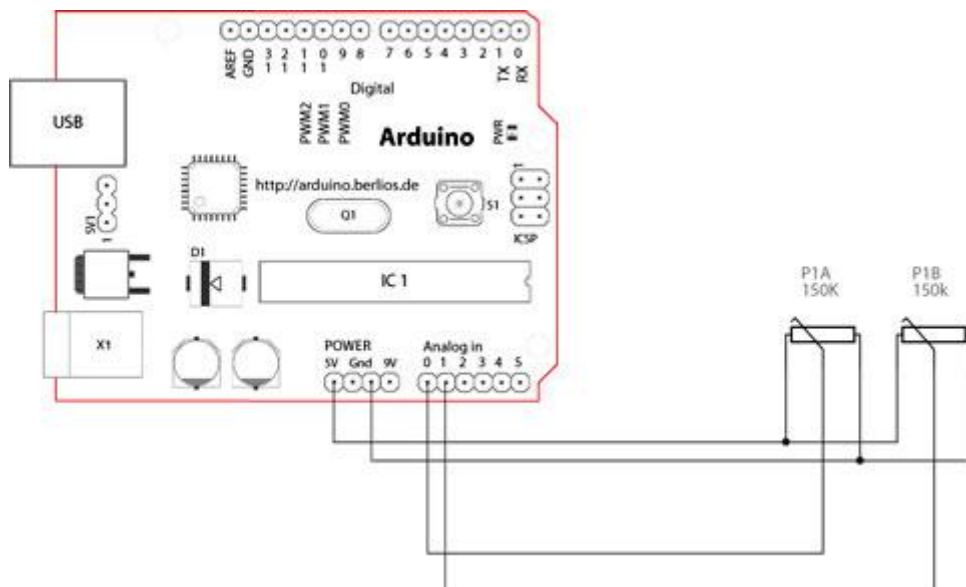 AREF
GND
13
12
11
10
9
8
7
6
5
4
3
2
1
0
TX
RX
Digital
USB
PWM2
PWM1
PWM0
Arduino
PWR
http://arduino.berlios.de
1
SV1
1
Q1
S1
ICSP
D1
IC 1
P1A
150K
P1B
150k
X1
POWER
5V Gnd 9V
Analog in
0 1 2 3 4 5